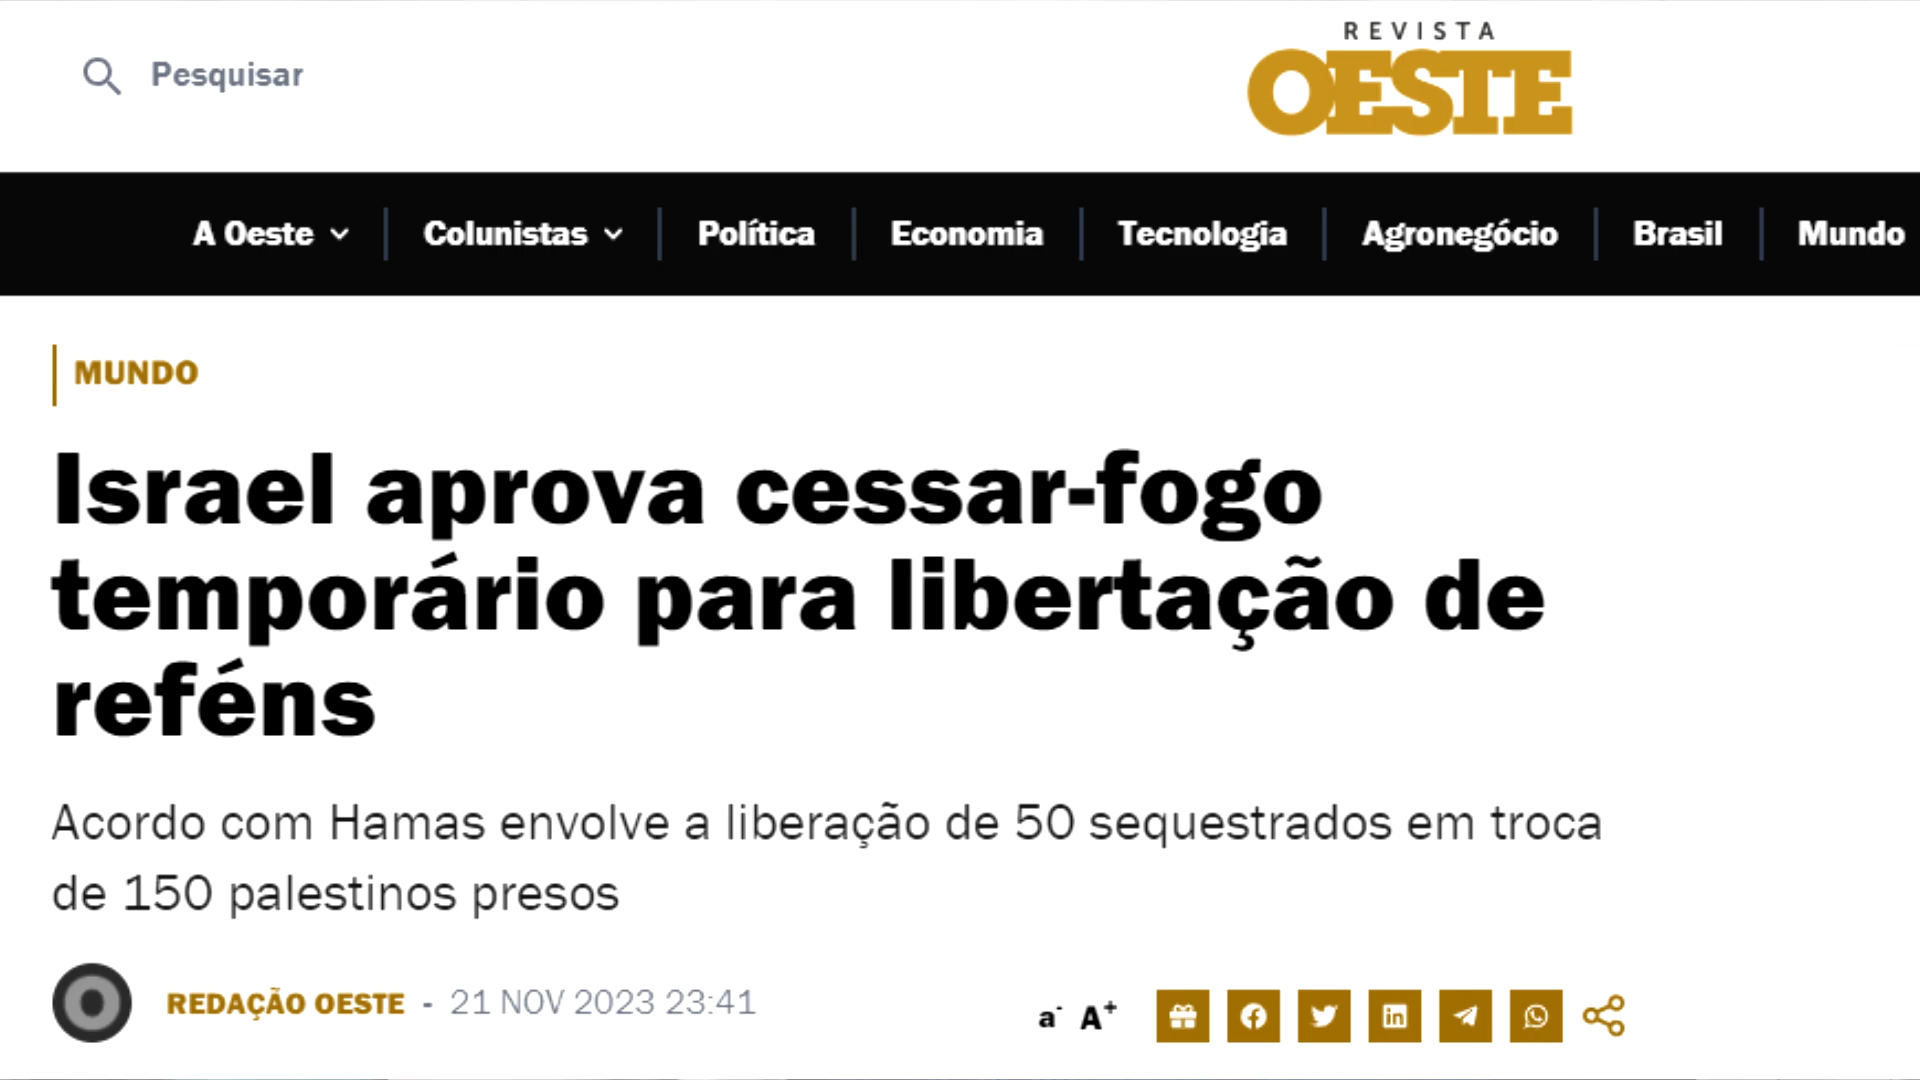 REVISTA
Pesquisar
OESTE
A Oeste
Colunistas
Política
Economia
Tecnologia
Agronegócio
Brasil
Mundo
MUNDO
Israel aprova cessar-fogo
temporário para libertação de
reféns
Acordo com Hamas envolve a liberação de 50 sequestrados em troca
de 150 palestinos presos
REDAÇÃO OESTE - 21 NOV 2023 23:41
a- A+